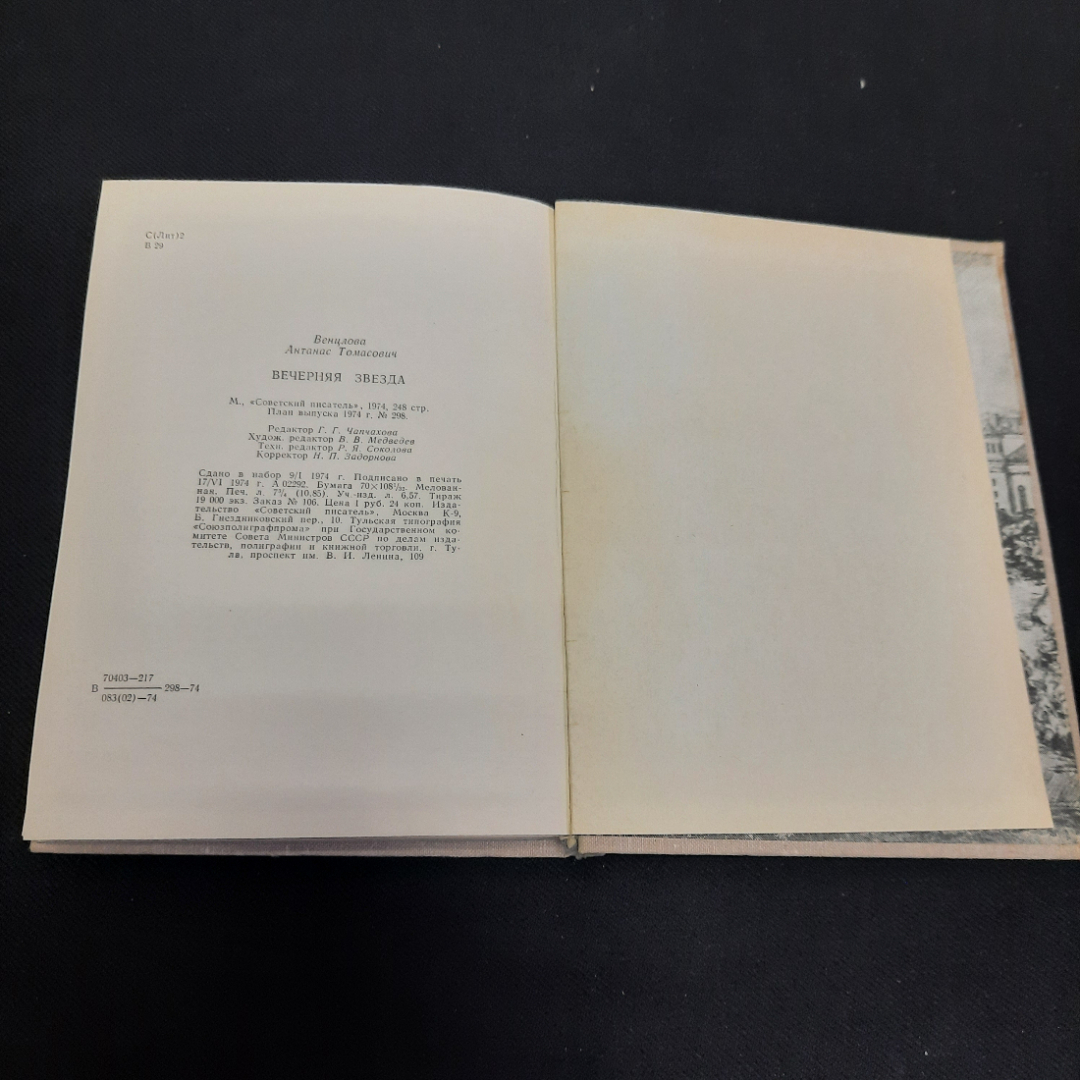 С(Лит)2
В 29
Венцлова
Антанас Томасович
ВЕЧЕРНЯЯ ЗВЕЗДА
М., «Советский писатель», 1974, 248 стр.
План выпуска 1974 г. № 298.
Редактор Г. Г. Чапчахова
Худож. редактор В. В. Медведев
Техн. редактор Р. Я. Соколова
Корректор Н. П. Задорнова
Сдано в набор 9/I 1974 г. Подписано в печать
17/VI 1974 г. А 02292. Бумага 70×108¹/₃₂. Мелован-
ная. Печ. л. 7³/₄ (10,85). Уч.-изд. л. 6,57. Тираж
19 000 экз. Заказ № 106. Цена 1 руб. 24 коп. Изда-
тельство «Советский писатель», Москва К-9,
Б. Гнездниковский пер., 10. Тульская типография
«Союзполиграфпрома» при Государственном ко-
митете Совета Министров СССР по делам изда-
тельств, полиграфии и книжной торговли, г. Ту-
ла, проспект им. В. И. Ленина, 109
70403—217
В 298—74
083(02)—74